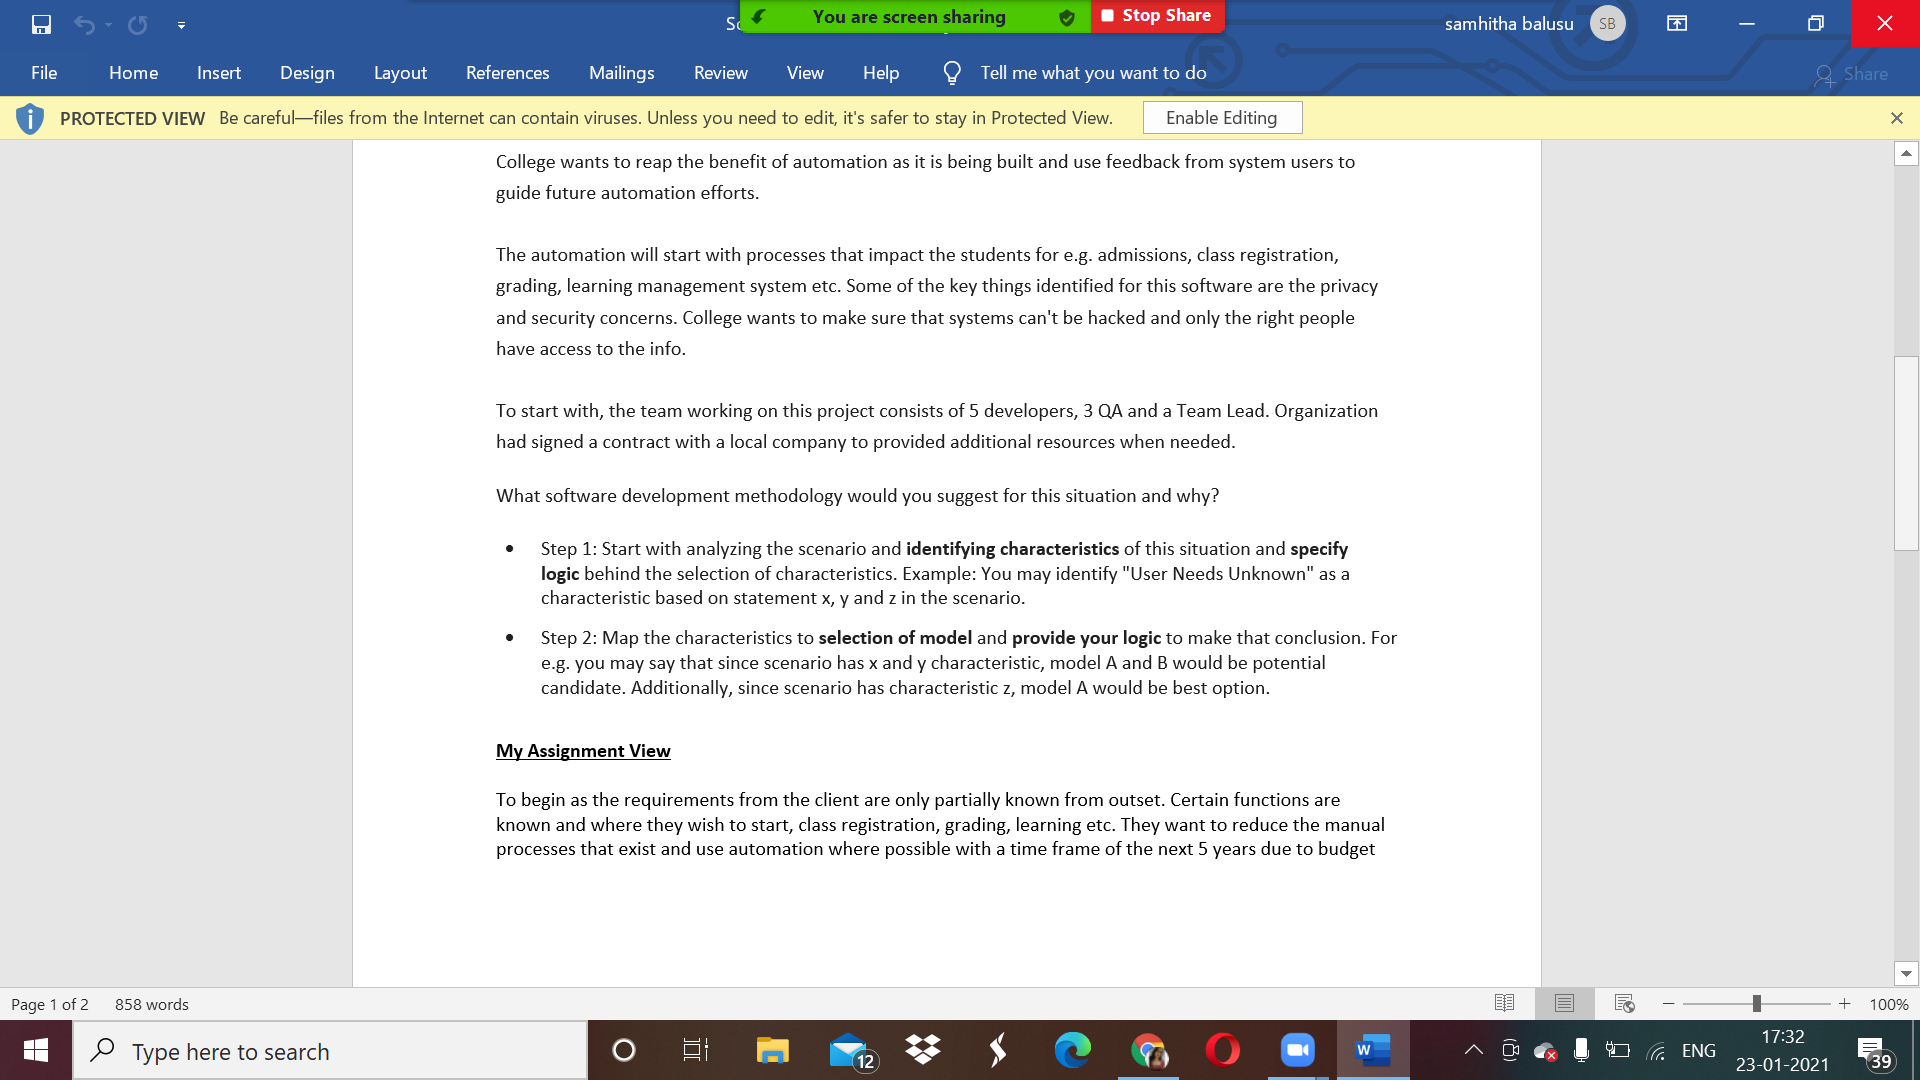 You are screen sharing
Stop Share
samhitha balusu
SB
File
Home
Insert
Design
Layout
References
Mailings
Review
View
Help
Tell me what you want to do
Share
PROTECTED VIEW Be careful—files from the Internet can contain viruses. Unless you need to edit, it's safer to stay in Protected View.
Enable Editing
College wants to reap the benefit of automation as it is being built and use feedback from system users to
guide future automation efforts.
The automation will start with processes that impact the students for e.g. admissions, class registration,
grading, learning management system etc. Some of the key things identified for this software are the privacy
and security concerns. College wants to make sure that systems can't be hacked and only the right people
have access to the info.
To start with, the team working on this project consists of 5 developers, 3 QA and a Team Lead. Organization
had signed a contract with a local company to provided additional resources when needed.
What software development methodology would you suggest for this situation and why?
• Step 1: Start with analyzing the scenario and identifying characteristics of this situation and specify
logic behind the selection of characteristics. Example: You may identify "User Needs Unknown" as a
characteristic based on statement x, y and z in the scenario.
• Step 2: Map the characteristics to selection of model and provide your logic to make that conclusion. For
e.g. you may say that since scenario has x and y characteristic, model A and B would be potential
candidate. Additionally, since scenario has characteristic z, model A would be best option.
My Assignment View
To begin as the requirements from the client are only partially known from outset. Certain functions are
known and where they wish to start, class registration, grading, learning etc. They want to reduce the manual
processes that exist and use automation where possible with a time frame of the next 5 years due to budget
Page 1 of 2
858 words
100%
Type here to search
12
ENG
17:32
23-01-2021
39